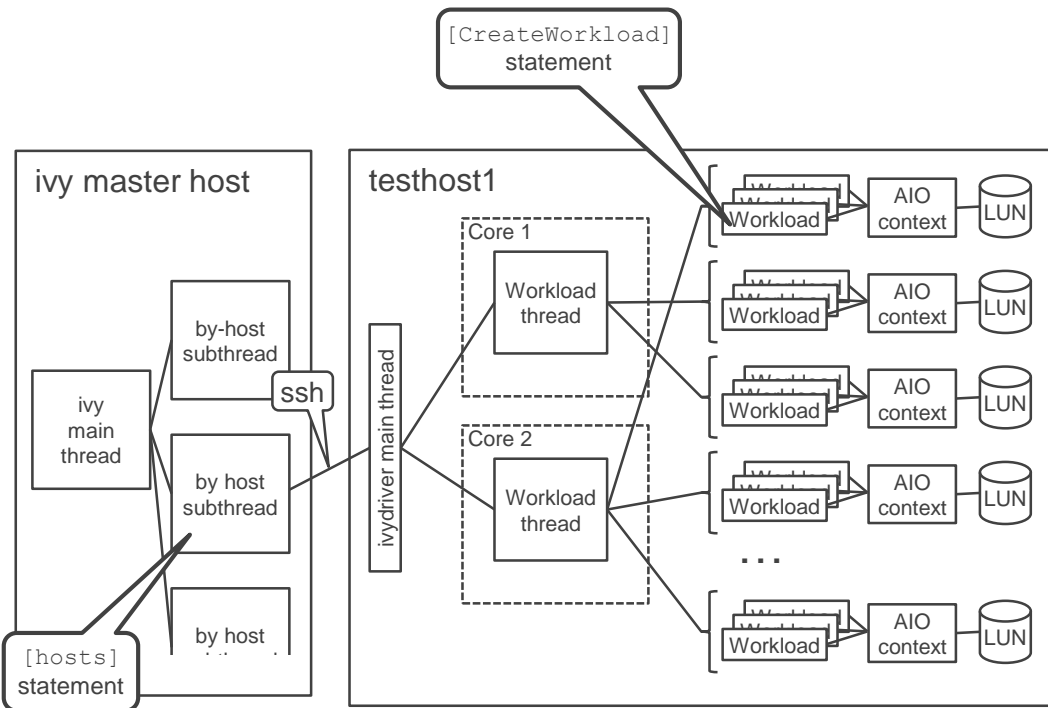 [CreateWorkload]
statement
ivy master host
testhost1
by-host
subthread
ivy
main
thread
by host
subthread
by host
[hosts]
statement
ssh
ivydriver main thread
Core 1
Workload
thread
Core 2
Workload
thread
Workload
AIO
context
LUN
Workload
AIO
context
LUN
Workload
AIO
context
LUN
Workload
AIO
context
LUN
...
Workload
AIO
context
LUN